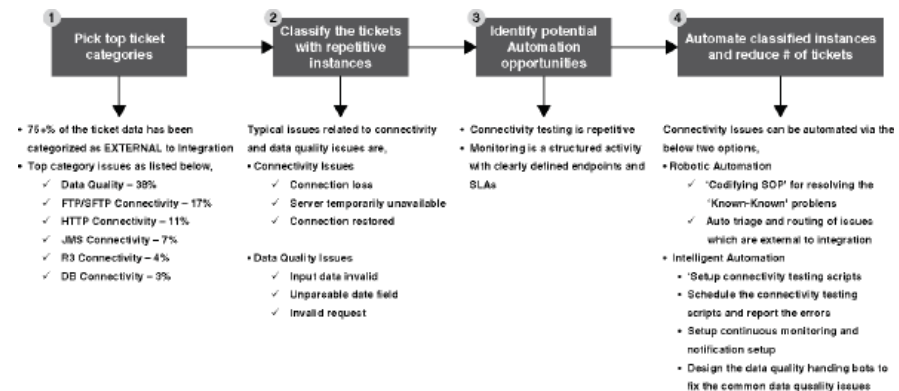 1
Pick top ticket
categories
2
Classify the tickets
with repetitive
instances
3
Identify potential
Automation
opportunities
4
Automate classified instances
and reduce # of tickets
• 75+% of the ticket data has been
categorized as EXTERNAL to Integration
• Top category issues as listed below,
✓ Data Quality – 38%
✓ FTP/SFTP Connectivity – 17%
✓ HTTP Connectivity – 11%
✓ JMS Connectivity – 7%
✓ R3 Connectivity – 4%
✓ DB Connectivity – 3%
Typical issues related to connectivity
and data quality issues are,
• Connectivity Issues
✓ Connection loss
✓ Server temporarily unavailable
✓ Connection restored
• Data Quality Issues
✓ Input data invalid
✓ Unpareable date field
✓ Invalid request
• Connectivity testing is repetitive
• Monitoring is a structured activity
with clearly defined endpoints and
SLAs
Connectivity Issues can be automated via the
below two options,
• Robotic Automation
✓ 'Codifying SOP' for resolving the
'Known-Known' problems
✓ Auto triage and routing of issues
which are external to integration
• Intelligent Automation
• 'Setup connectivity testing scripts
• Schedule the connectivity testing
scripts and report the errors
• Setup continuous monitoring and
notification setup
• Design the data quality handing bots to
fix the common data qusality issues